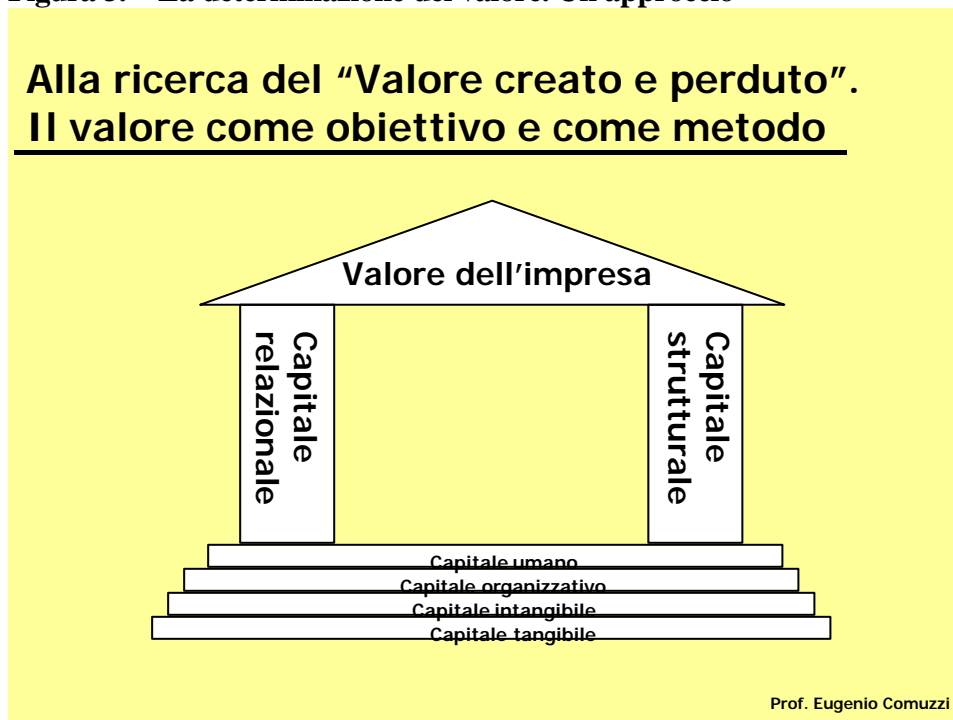 Alla ricerca del “Valore creato e perduto”.
Il valore come obiettivo e come metodo
Valore dell’impresa
Capitale
relazionale
Capitale
strutturale
Capitale umano
Capitale organizzativo
Capitale intangibile
Capitale tangibile
Prof. Eugenio Comuzzi